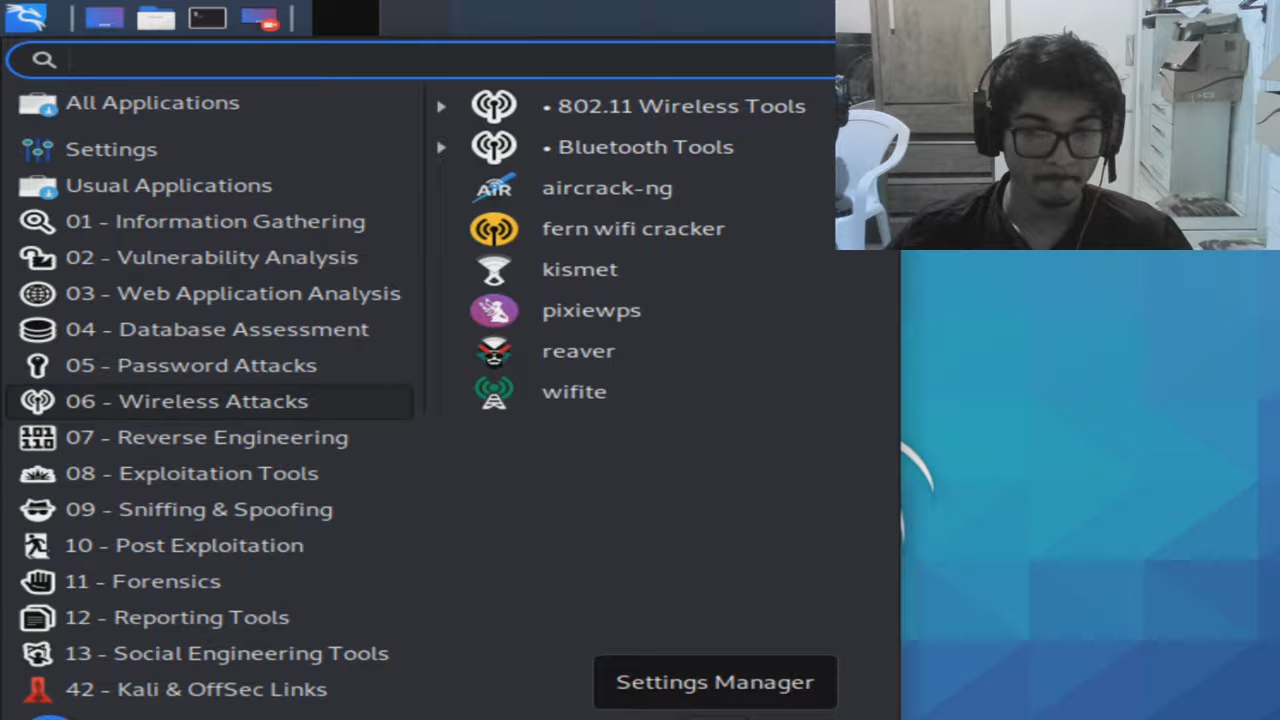 All Applications
Settings
Usual Applications
01 - Information Gathering
02 - Vulnerability Analysis
03 - Web Application Analysis
04 - Database Assessment
05 - Password Attacks
06 - Wireless Attacks
07 - Reverse Engineering
08 - Exploitation Tools
09 - Sniffing & Spoofing
10 - Post Exploitation
11 - Forensics
12 - Reporting Tools
13 - Social Engineering Tools
42 - Kali & OffSec Links
• 802.11 Wireless Tools
• Bluetooth Tools
AIR
aircrack-ng
fern wifi cracker
kismet
pixiewps
reaver
wifite
101
110
Settings Manager